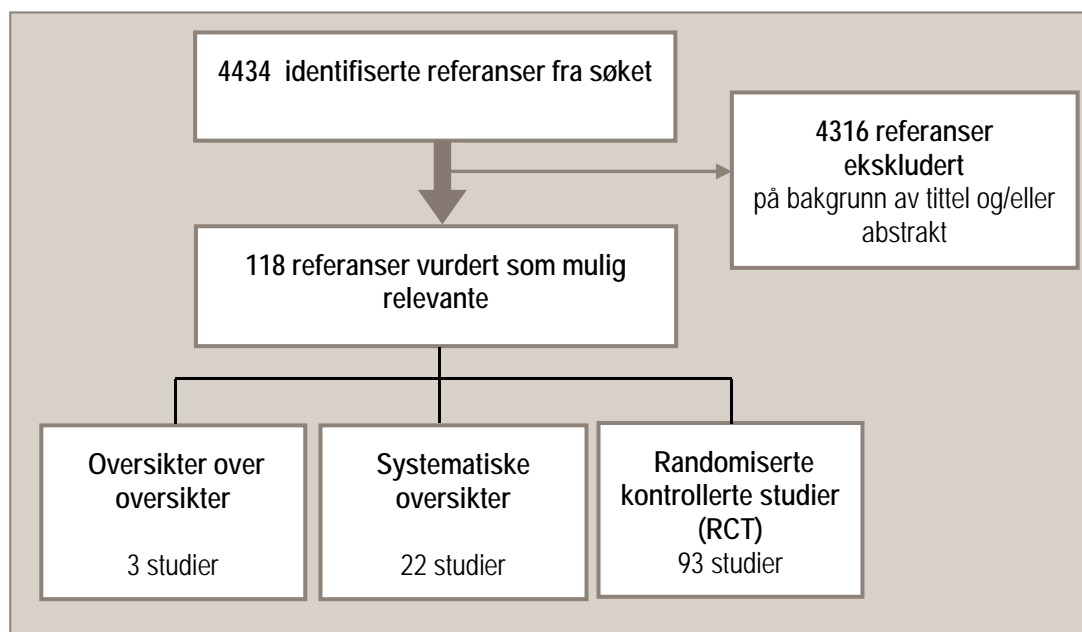 4434 identifiserte referanser fra søket
4316 referanser
ekskludert
på bakgrunn av tittel og/eller
abstrakt
118 referanser vurdert som mulig
relevante
Oversikter over
oversikter
3 studier
Systematiske
oversikter
22 studier
Randomiserte
kontrollerte studier
(RCT)
93 studier